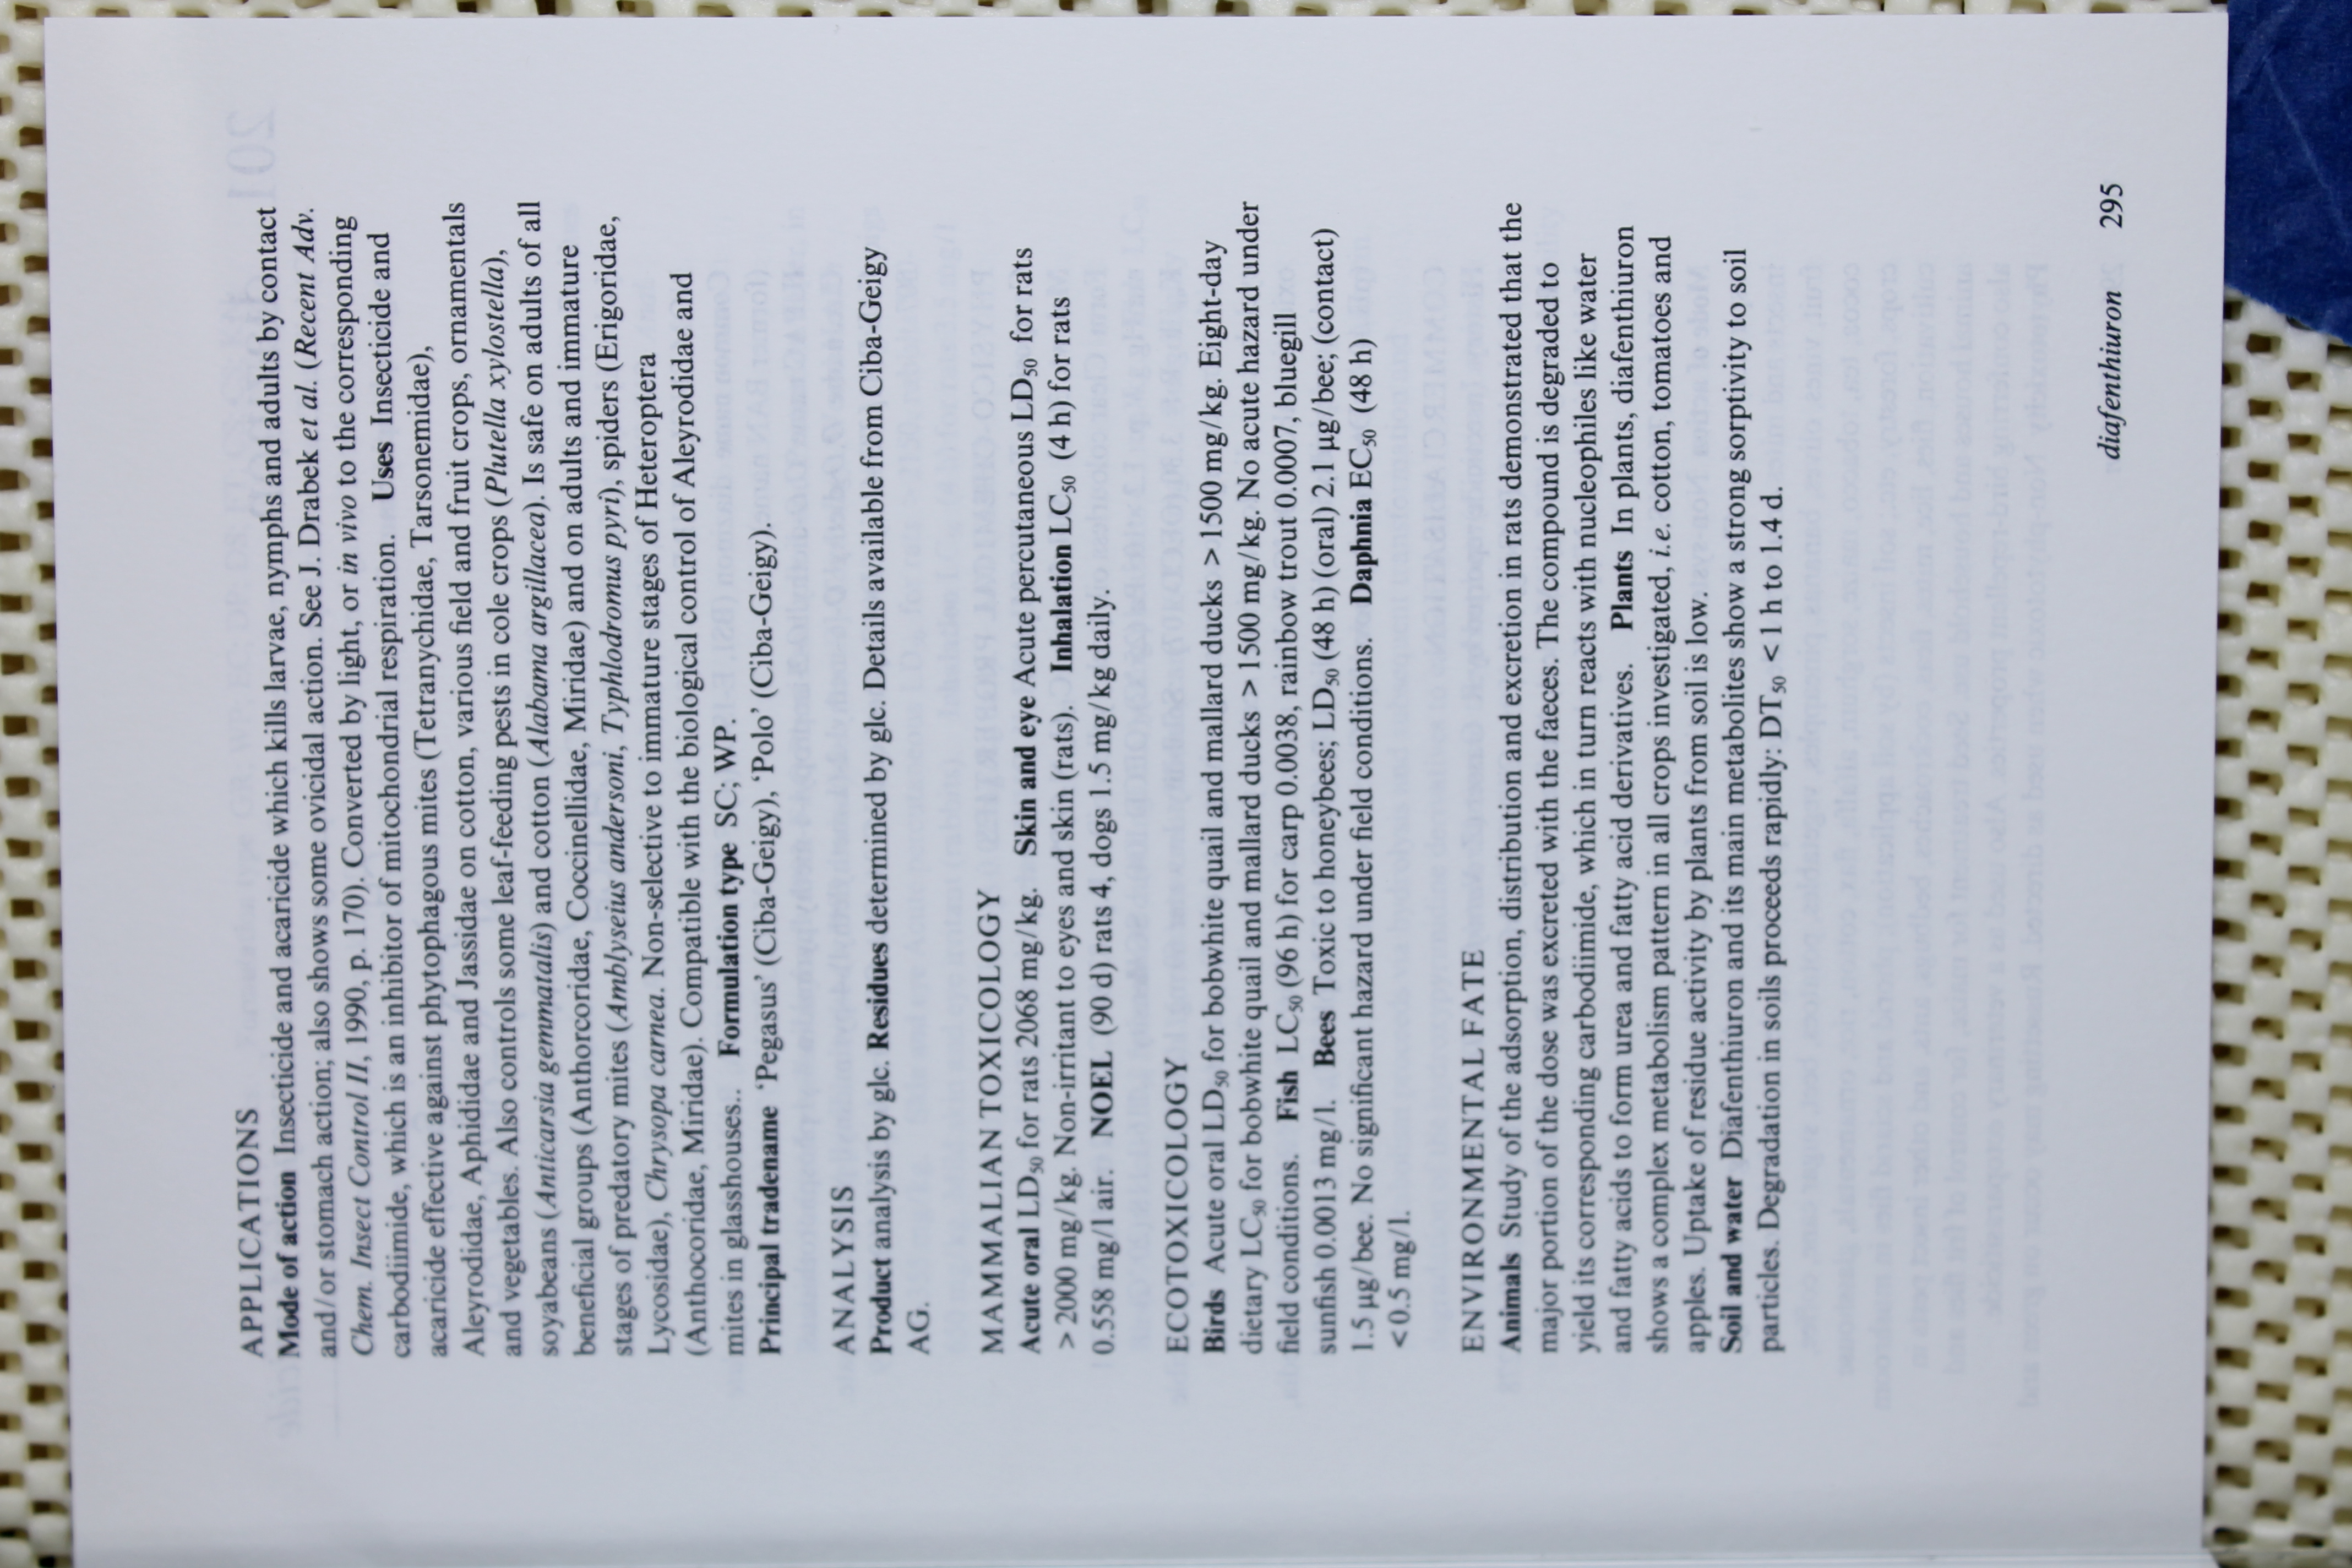 APPLICATIONS
Mode of action Insecticide and acaricide which kills larvae, nymphs and adults by contact
and/or stomach action; also shows some ovicidal action. See J. Drabek et al. (Recent Adv.
Chem. Insect Control II, 1990, p. 170). Converted by light, or in vivo to the corresponding
carbodiimide, which is an inhibitor of mitochondrial respiration. Uses Insecticide and
acaricide effective against phytophagous mites (Tetranychidae, Tarsonemidae),
Aleyrodidae, Aphididae and Jassidae on cotton, various field and fruit crops, ornamentals
and vegetables. Also controls some leaf-feeding pests in cole crops (Plutella xylostella),
soyabeans (Anticarsia gemmatalis) and cotton (Alabama argillacea). Is safe on adults of all
beneficial groups (Anthorcoridae, Coccinellidae, Miridae) and on adults and immature
stages of predatory mites (Amblyseius andersoni, Typhlodromus pyri), spiders (Erigoridae,
Lycosidae), Chrysopa carnea. Non-selective to immature stages of Heteroptera
(Anthocoridae, Miridae). Compatible with the biological control of Aleyrodidae and
mites in glasshouses.. Formulation type SC; WP.
Principal tradename 'Pegasus' (Ciba-Geigy), 'Polo' (Ciba-Geigy).
ANALYSIS
Product analysis by glc. Residues determined by glc. Details available from Ciba-Geigy
AG.
MAMMALIAN TOXICOLOGY
Acute oral LD50 for rats 2068 mg/kg. Skin and eye Acute percutaneous LD50 for rats
> 2000 mg/kg. Non-irritant to eyes and skin (rats). Inhalation LC50 (4 h) for rats
0.558 mg/l air. NOEL (90 d) rats 4, dogs 1.5 mg/kg daily.
ECOTOXICOLOGY
Birds Acute oral LD50 for bobwhite quail and mallard ducks > 1500 mg/kg. Eight-day
dietary LC50 for bobwhite quail and mallard ducks > 1500 mg/kg. No acute hazard under
field conditions. Fish LC50 (96 h) for carp 0.0038, rainbow trout 0.0007, bluegill
sunfish 0.0013 mg/l. Bees Toxic to honeybees; LD50 (48 h) (oral) 2.1 µg/bee; (contact)
1.5 µg/bee. No significant hazard under field conditions. Daphnia EC50 (48 h)
<0.5 mg/l.
ENVIRONMENTAL FATE
Animals Study of the adsorption, distribution and excretion in rats demonstrated that the
major portion of the dose was excreted with the faeces. The compound is degraded to
yield its corresponding carbodiimide, which in turn reacts with nucleophiles like water
and fatty acids to form urea and fatty acid derivatives. Plants In plants, diafenthiuron
shows a complex metabolism pattern in all crops investigated, i.e. cotton, tomatoes and
apples. Uptake of residue activity by plants from soil is low.
Soil and water Diafenthiuron and its main metabolites show a strong sorptivity to soil
particles. Degradation in soils proceeds rapidly: DT50 < 1 h to 1.4 d.
diafenthiuron 295